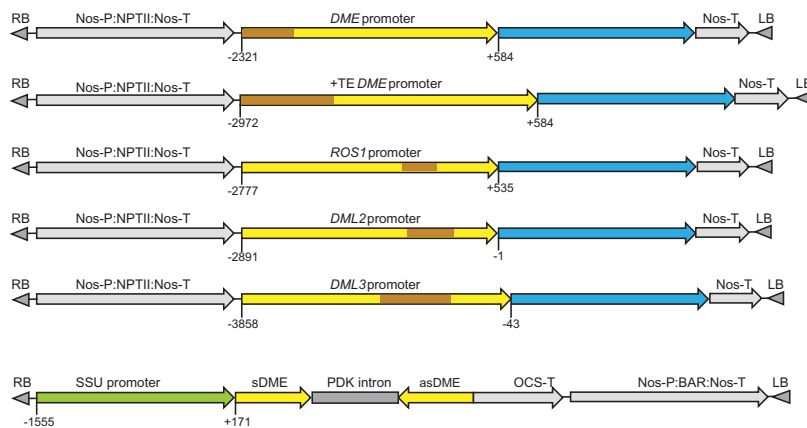 RB Nos-P:NPTII:Nos-T DME promoter Nos-T LB
-2321 +584
RB Nos-P:NPTII:Nos-T +TE DME promoter Nos-T LB
-2972 +584
RB Nos-P:NPTII:Nos-T ROS1 promoter Nos-T LB
-2777 +535
RB Nos-P:NPTII:Nos-T DML2 promoter Nos-T LB
-2891 -1
RB Nos-P:NPTII:Nos-T DML3 promoter Nos-T LB
-3858 -43
RB SSU promoter sDME PDK intron asDME OCS-T Nos-P:BAR:Nos-T LB
-1555 +171